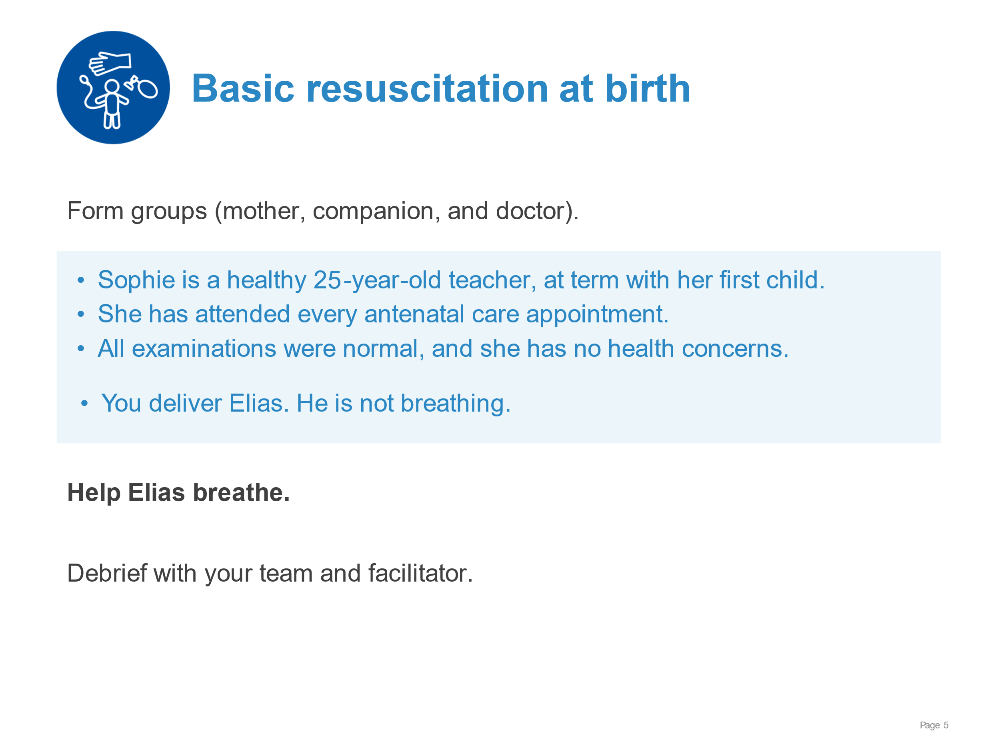 Basic resuscitation at birth
Form groups (mother, companion, and doctor).
• Sophie is a healthy 25-year-old teacher, at term with her first child.
• She has attended every antenatal care appointment.
• All examinations were normal, and she has no health concerns.
• You deliver Elias. He is not breathing.
Help Elias breathe.
Debrief with your team and facilitator.
Page 5